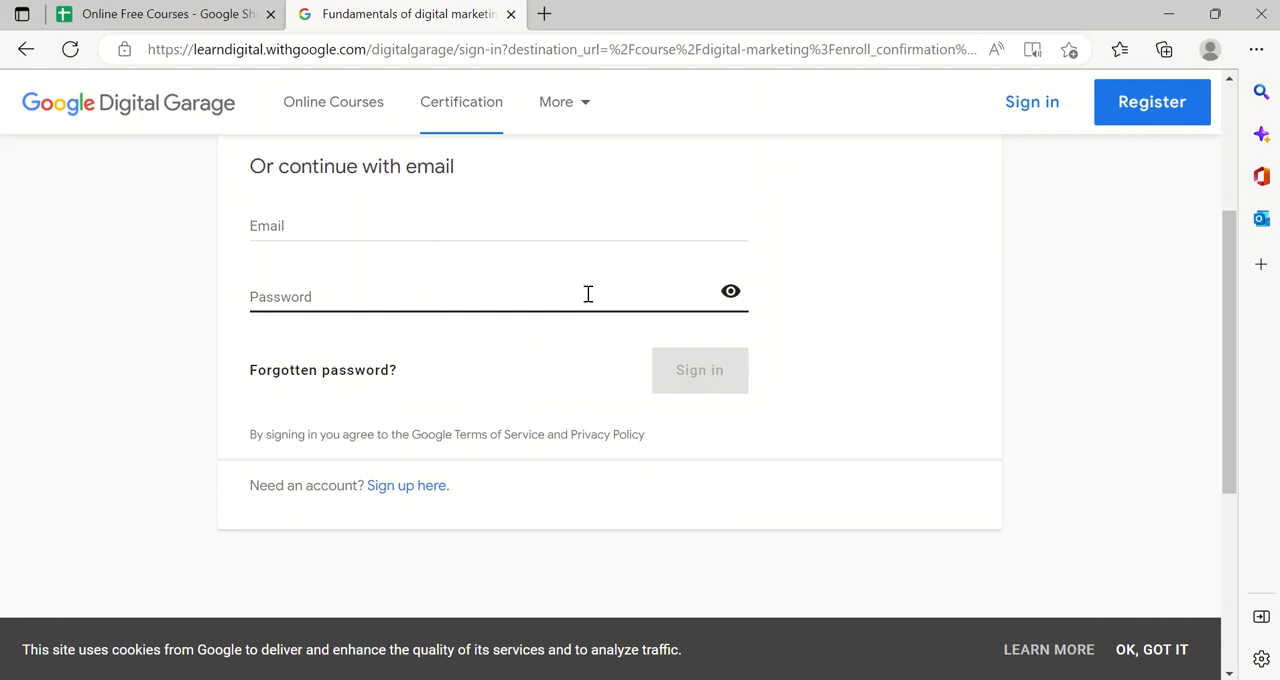 Online Free Courses - Google Sh
Fundamentals of digital marketin
https://learndigital.withgoogle.com/digitalgarage/sign-in?destination_url=%2Fcourse%2Fdigital-marketing%3Fenroll_confirmation%...
Google Digital Garage
Online Courses
Certification
More
Sign in
Register
Or continue with email
Email
Password
Forgotten password?
Sign in
By signing in you agree to the Google Terms of Service and Privacy Policy
Need an account? Sign up here.
This site uses cookies from Google to deliver and enhance the quality of its services and to analyze traffic.
LEARN MORE
OK, GOT IT